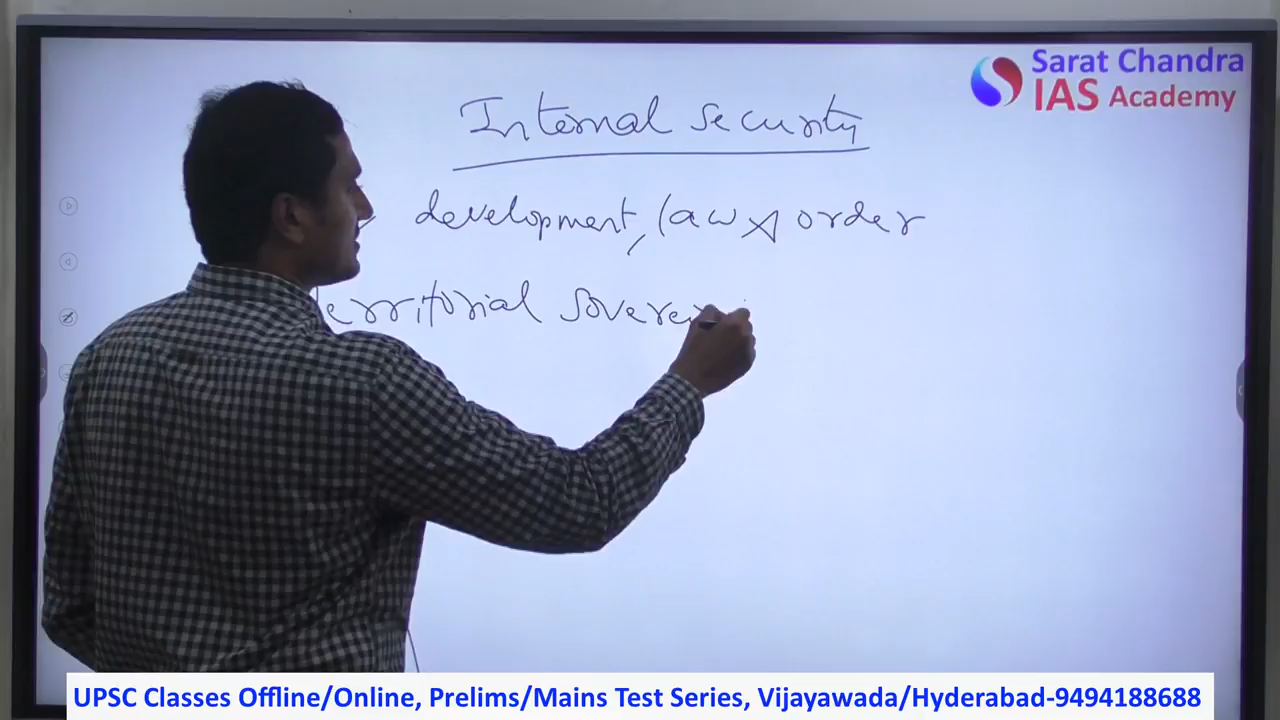 Sarat Chandra
IAS Academy
Internal Security
development, law & order
Territorial Soverei
UPSC Classes Offline/Online, Prelims/Mains Test Series, Vijayawada/Hyderabad-9494188688